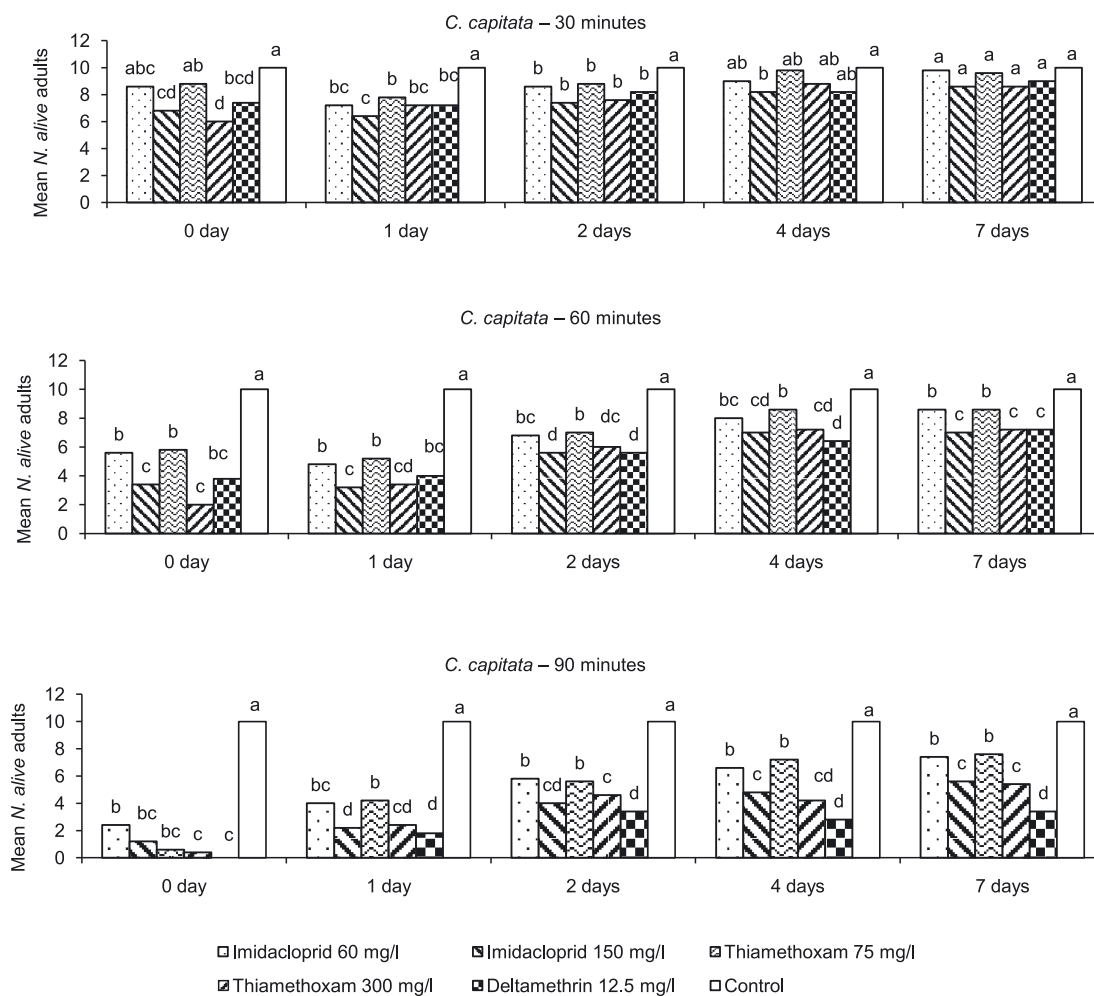 C. capitata – 30 minutes
Mean N. alive adults
12
10
8
6
4
2
0
abc cd ab d bcd a
bc c b bc bc a
b b b b b a
ab b ab ab ab a
a a a a a a
0 day 1 day 2 days 4 days 7 days
C. capitata – 60 minutes
Mean N. alive adults
12
10
8
6
4
2
0
b c b c bc a
b c b cd bc a
bc d b dc d a
bc cd b cd d a
b c b c c a
0 day 1 day 2 days 4 days 7 days
C. capitata – 90 minutes
Mean N. alive adults
12
10
8
6
4
2
0
b bc bc c c a
bc d b cd d a
b cd b c d a
b c b cd d a
b c b c d a
0 day 1 day 2 days 4 days 7 days
Imidacloprid 60 mg/l Imidacloprid 150 mg/l Thiamethoxam 75 mg/l
Thiamethoxam 300 mg/l Deltamethrin 12.5 mg/l Control